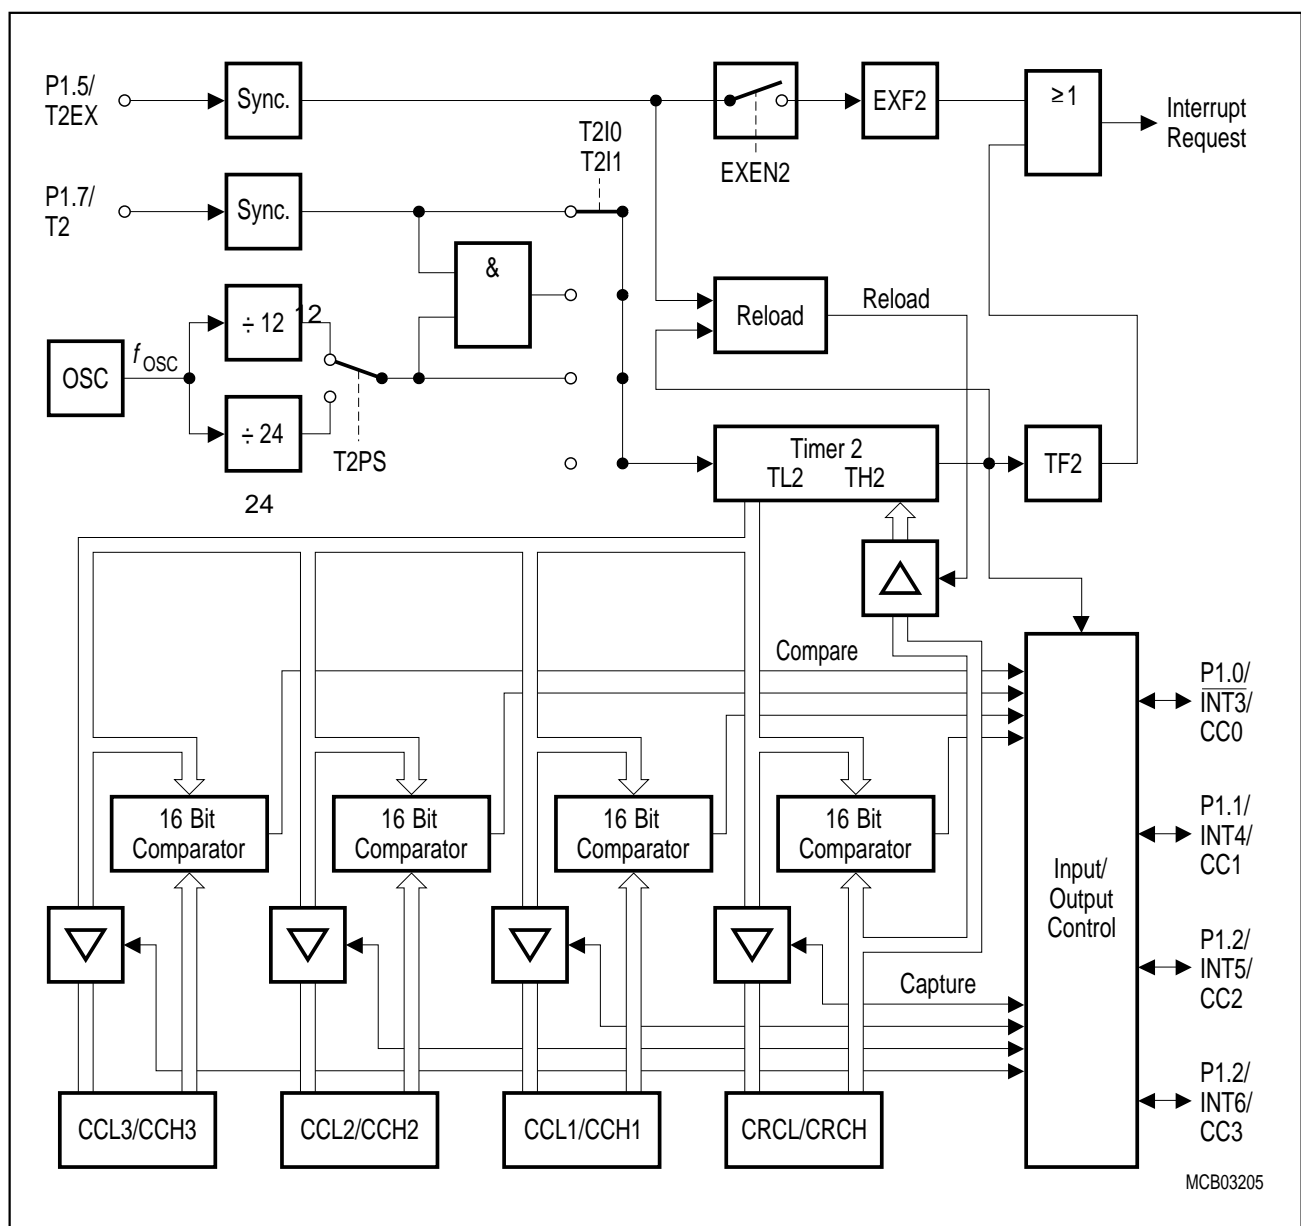 P1.5/
T2EX
Sync.
EXEN2
EXF2
≥1
Interrupt
Request
T2I0
T2I1
P1.7/
T2
Sync.
&
÷ 12
12
Reload
Reload
OSC
fOSC
÷ 24
T2PS
24
Timer 2
TL2 TH2
TF2
Compare
16 Bit
Comparator
16 Bit
Comparator
16 Bit
Comparator
16 Bit
Comparator
Capture
CCL3/CCH3
CCL2/CCH2
CCL1/CCH1
CRCL/CRCH
Input/
Output
Control
P1.0/
INT3/
CC0
P1.1/
INT4/
CC1
P1.2/
INT5/
CC2
P1.2/
INT6/
CC3
MCB03205